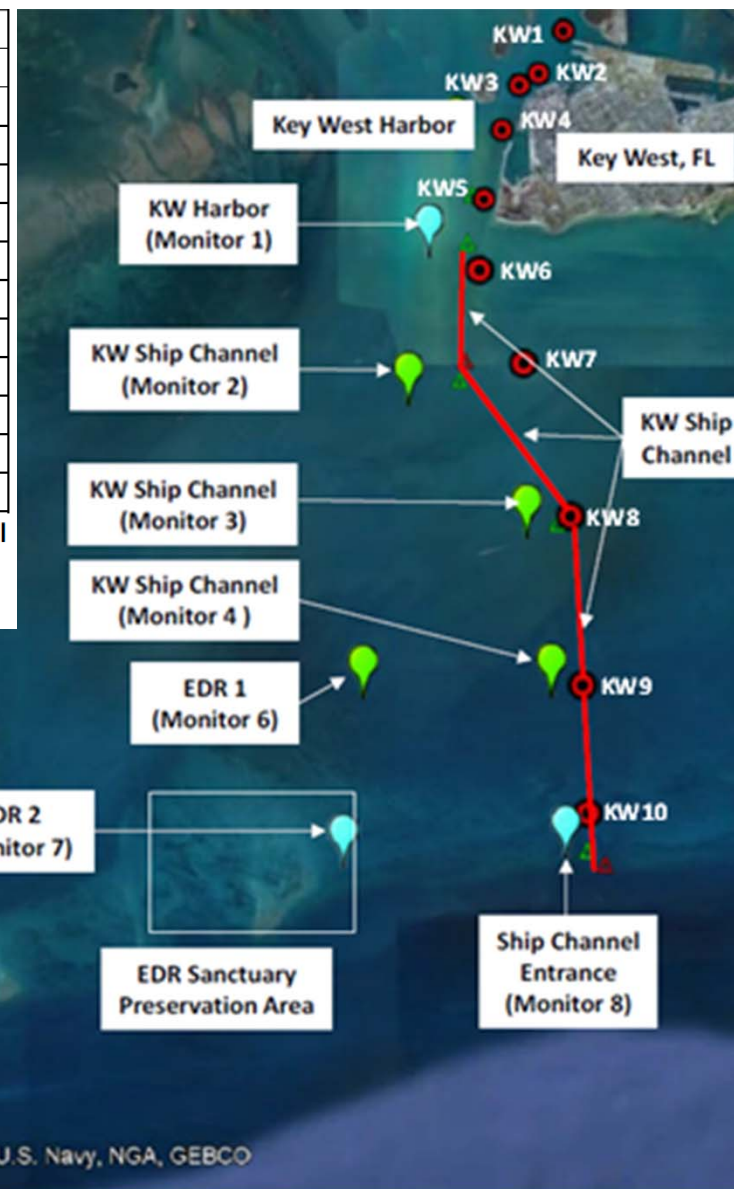 KW1
KW2
KW3
Key West Harbor
KW4
Key West, FL
KW5
KW Harbor
(Monitor 1)
KW6
KW Ship Channel
(Monitor 2)
KW7
KW Ship
Channel
KW Ship Channel
(Monitor 3)
KW8
KW Ship Channel
(Monitor 4 )
EDR 1
(Monitor 6)
KW9
DR 2
nitor 7)
KW10
EDR Sanctuary
Preservation Area
Ship Channel
Entrance
(Monitor 8)
U.S. Navy, NGA, GEBCO